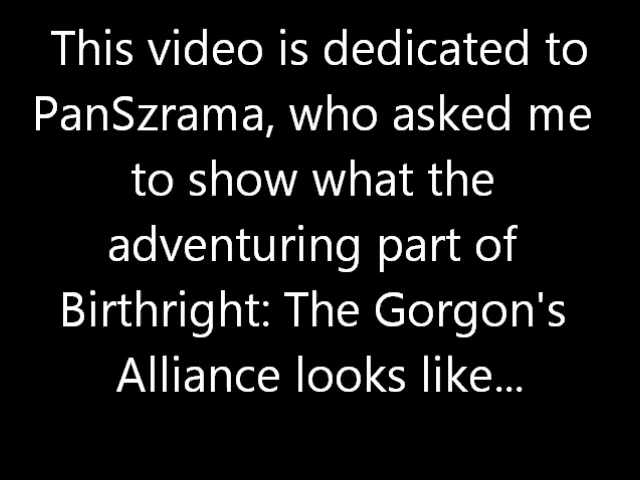 This video is dedicated to
PanSzrama, who asked me
to show what the
adventuring part of
Birthright: The Gorgon's
Alliance looks like...